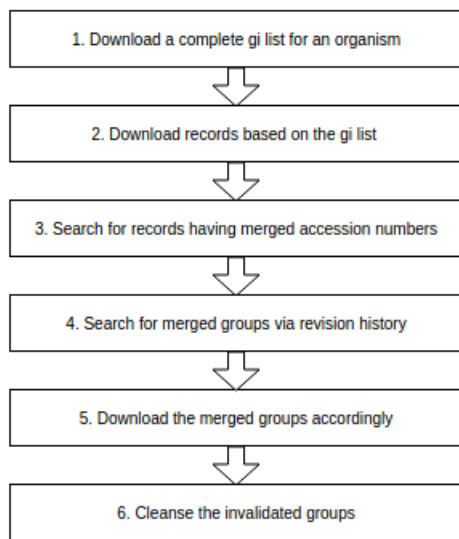 1. Download a complete gi list for an organism
2. Download records based on the gi list
3. Search for records having merged accession numbers
4. Search for merged groups via revision history
5. Download the merged groups accordingly
6. Cleanse the invalidated groups